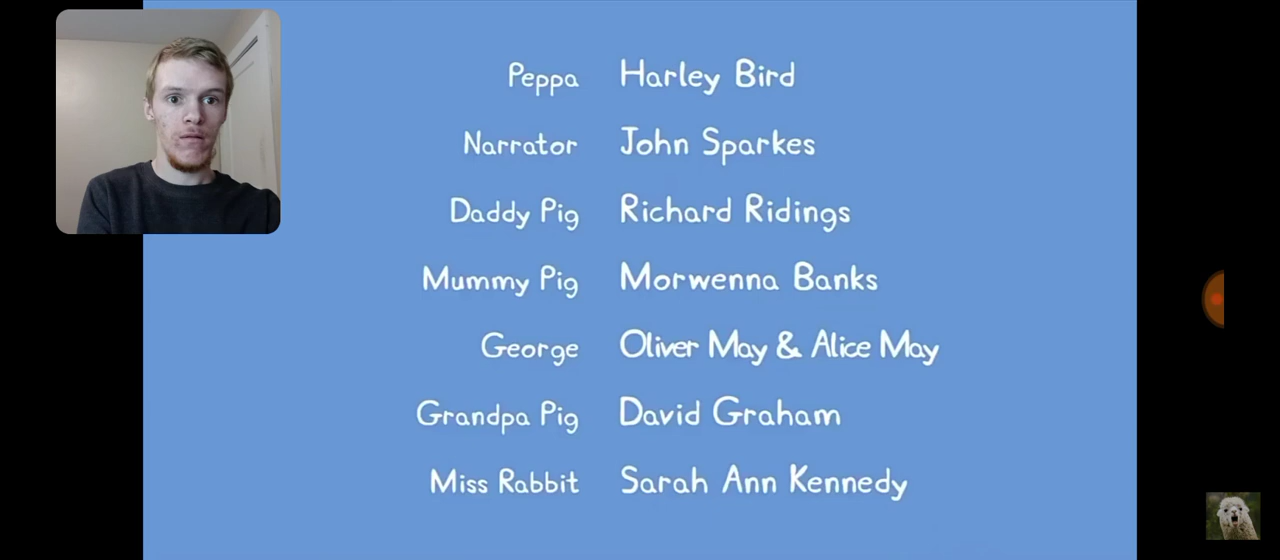 Peppa Harley Bird
Narrator John Sparkes
Daddy Pig Richard Ridings
Mummy Pig Morwenna Banks
George Oliver May & Alice May
Grandpa Pig David Graham
Miss Rabbit Sarah Ann Kennedy